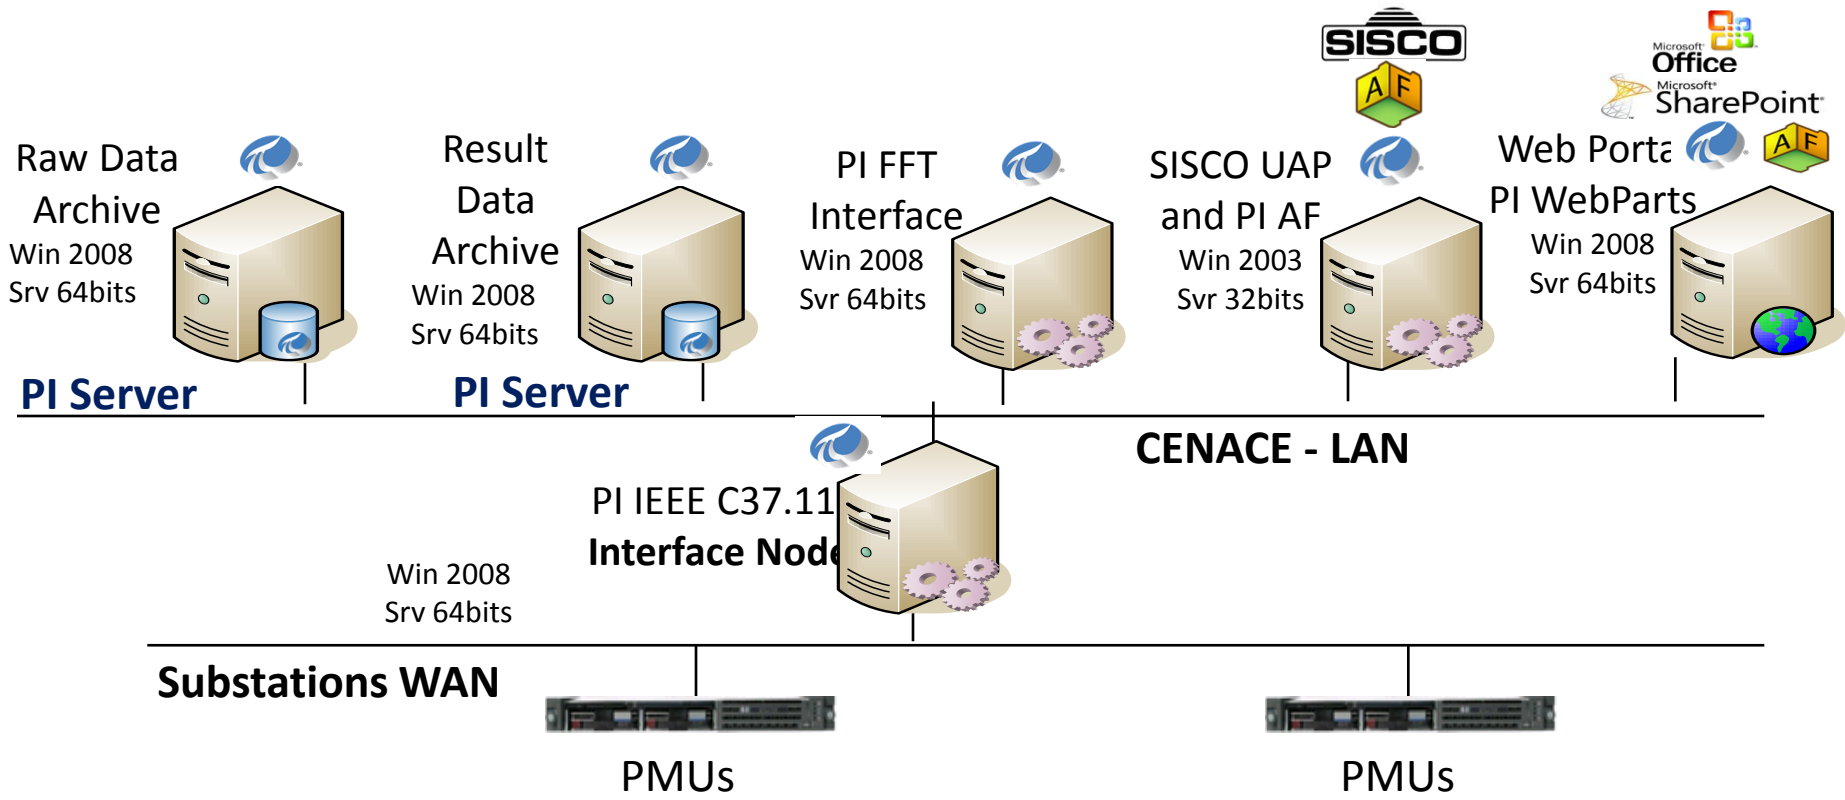 SISCO
A F
Microsoft
Office
Microsoft
SharePoint
Raw Data
Archive
Win 2008
Srv 64bits
PI Server
Result
Data
Archive
Win 2008
Srv 64bits
PI Server
PI FFT
Interface
Win 2008
Svr 64bits
SISCO UAP
and PI AF
Win 2003
Svr 32bits
Web Porta
A F
PI WebParts
Win 2008
Svr 64bits
CENACE - LAN
PI IEEE C37.11
Interface Node
Win 2008
Srv 64bits
Substations WAN
PMUs
PMUs